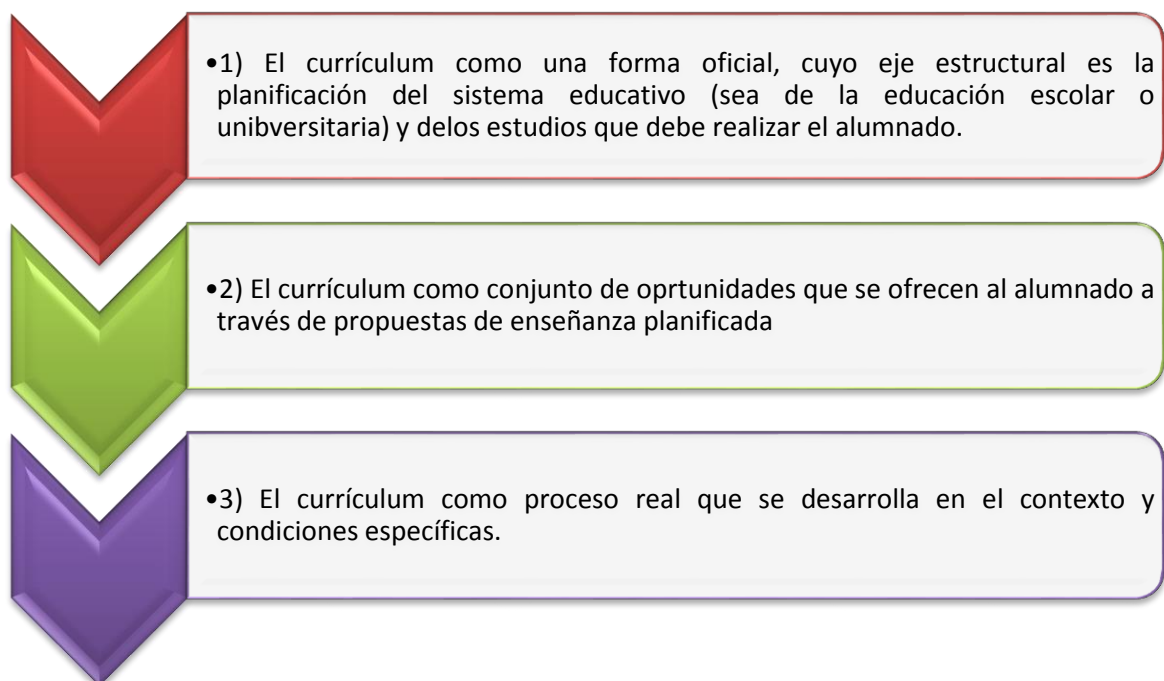 •1) El currículum como una forma oficial, cuyo eje estructural es la
planificación del sistema educativo (sea de la educación escolar o
unibversitaria) y delos estudios que debe realizar el alumnado.
•2) El currículum como conjunto de oprtunidades que se ofrecen al alumnado a
través de propuestas de enseñanza planificada
•3) El currículum como proceso real que se desarrolla en el contexto y
condiciones específicas.